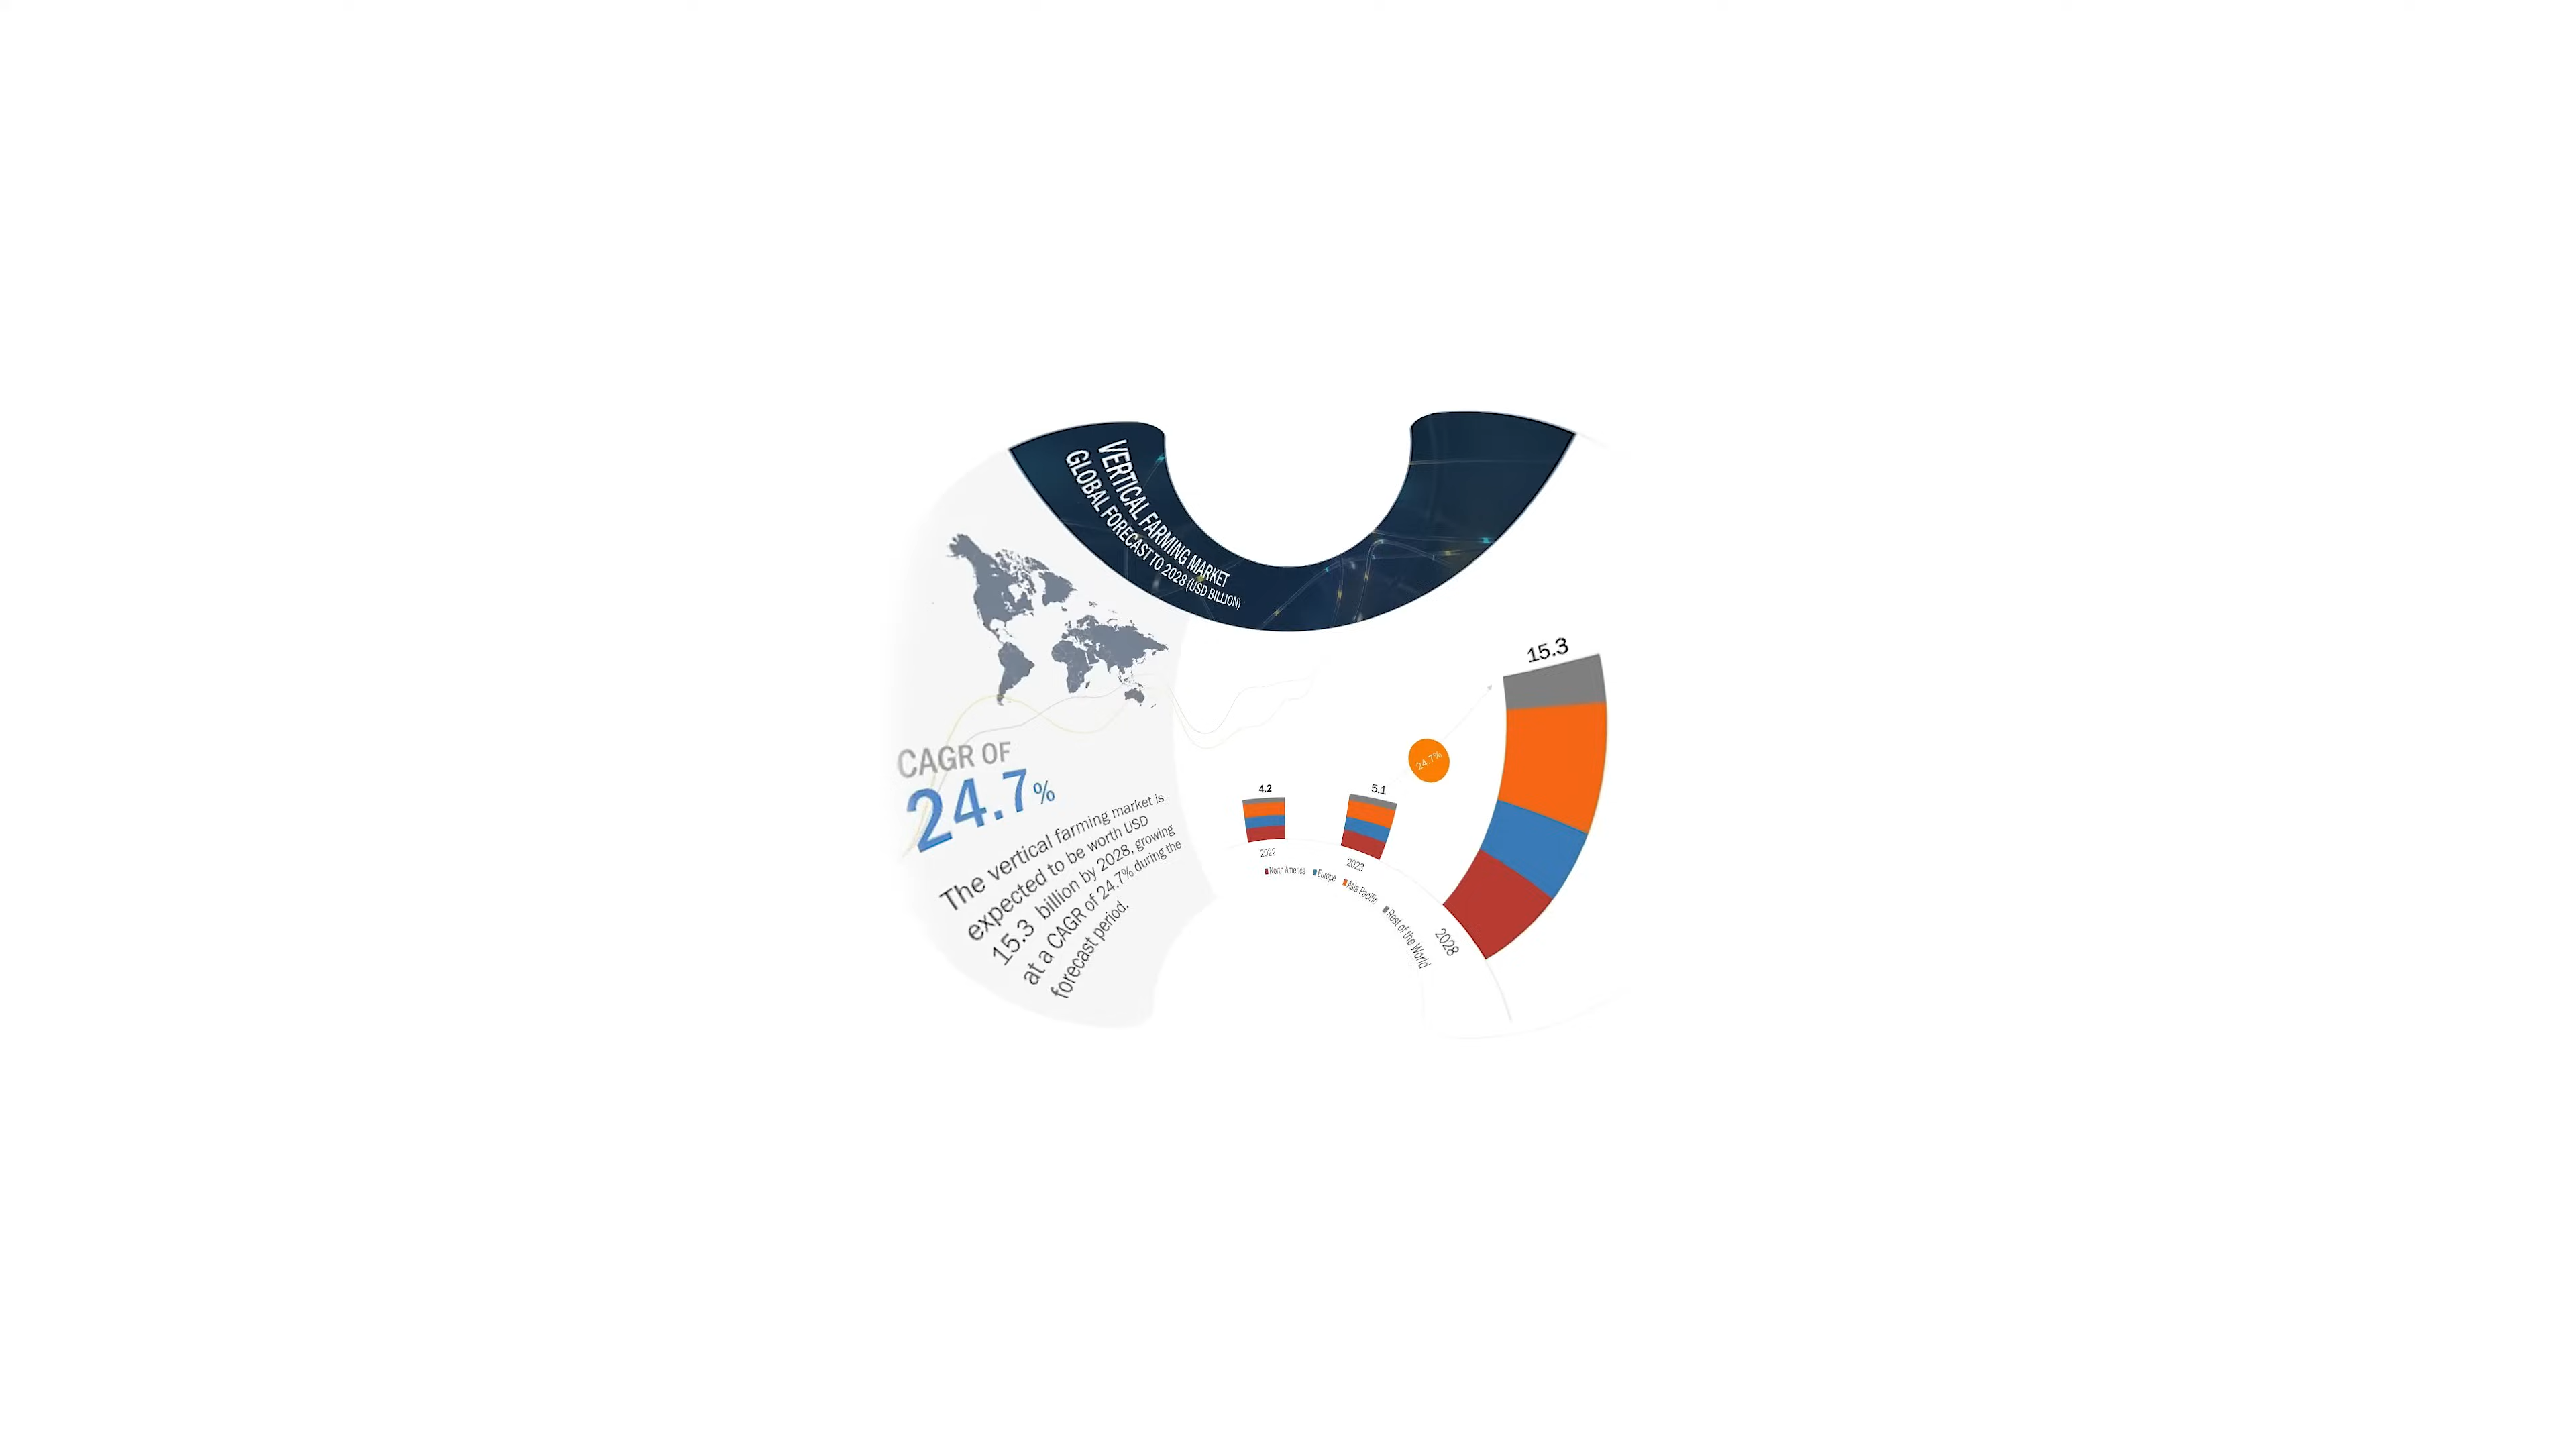 VERTICAL FARMING MARKET
GLOBAL FORECAST TO 2028 (USD BILLION)
CAGR OF
24.7%
The vertical farming market is
expected to be worth USD
15.3 billion by 2028, growing
at a CAGR of 24.7% during the
forecast period.
15.3
24.7%
4.2
5.1
2022
2023
2028
North America
Europe
Asia Pacific
Rest of the World